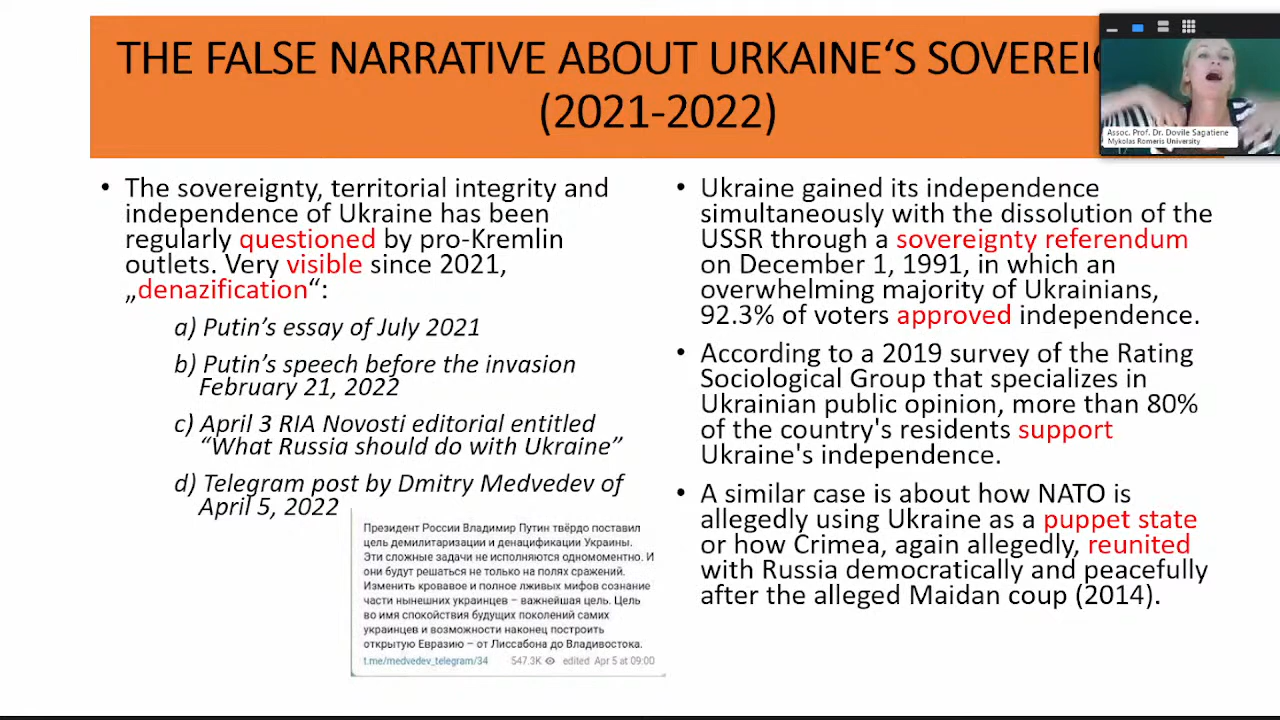 THE FALSE NARRATIVE ABOUT URKAINE‘S SOVEREIG
(2021-2022)
Assoc. Prof. Dr. Dovile Sagatiene
Mykolas Romeris University
• The sovereignty, territorial integrity and
independence of Ukraine has been
regularly questioned by pro-Kremlin
outlets. Very visible since 2021,
„denazification“:
a) Putin’s essay of July 2021
b) Putin’s speech before the invasion
February 21, 2022
c) April 3 RIA Novosti editorial entitled
“What Russia should do with Ukraine”
d) Telegram post by Dmitry Medvedev of
April 5, 2022
Президент России Владимир Путин твёрдо поставил
цель демилитаризации и денацификации Украины.
Эти сложные задачи не исполняются одномоментно. И
они будут решаться не только на полях сражений.
Изменить кровавое и полное лживых мифов сознание
части нынешних украинцев – важнейшая цель. Цель
во имя спокойствия будущих поколений самих
украинцев и возможности наконец построить
открытую Евразию – от Лиссабона до Владивостока.
t.me/medvedev_telegram/34 547.3K edited Apr 5 at 09:00
• Ukraine gained its independence
simultaneously with the dissolution of the
USSR through a sovereignty referendum
on December 1, 1991, in which an
overwhelming majority of Ukrainians,
92.3% of voters approved independence.
• According to a 2019 survey of the Rating
Sociological Group that specializes in
Ukrainian public opinion, more than 80%
of the country's residents support
Ukraine's independence.
• A similar case is about how NATO is
allegedly using Ukraine as a puppet state
or how Crimea, again allegedly, reunited
with Russia democratically and peacefully
after the alleged Maidan coup (2014).